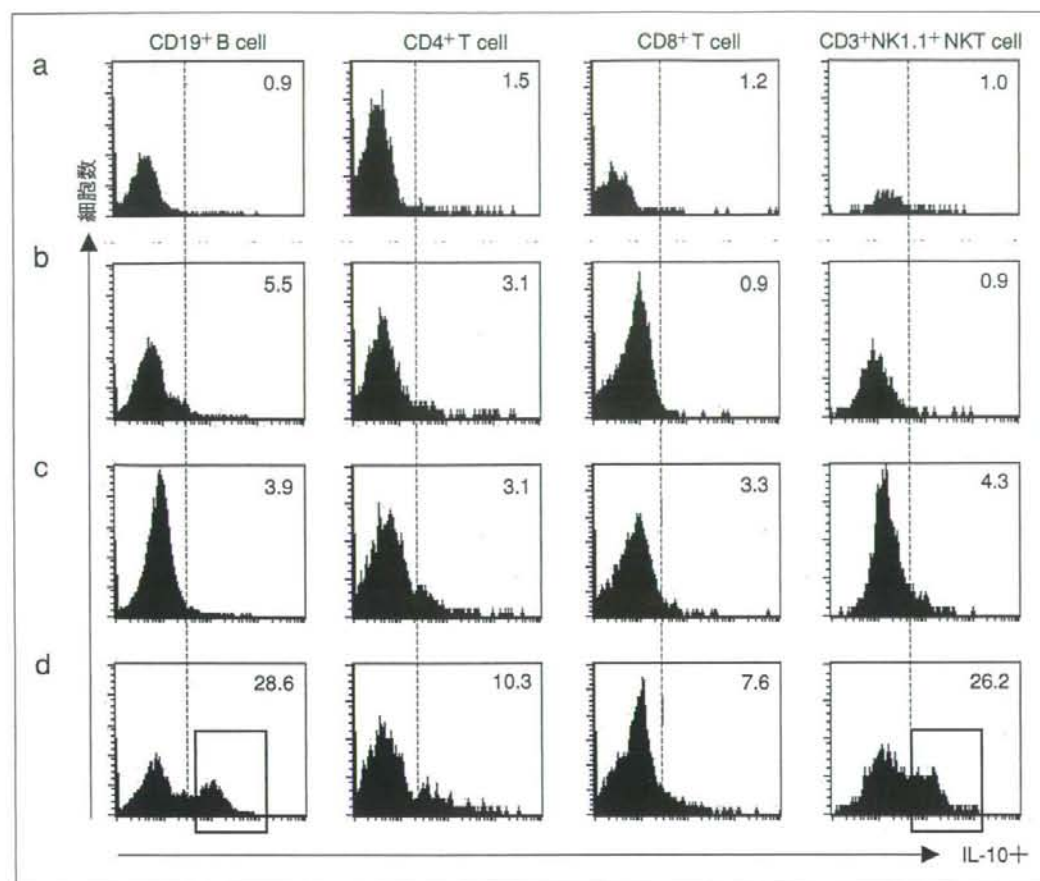 CD19⁺ B cell CD4⁺ T cell CD8⁺ T cell CD3⁺NK1.1⁺ NKT cell
a
0.9 1.5 1.2 1.0
細胞数
b
5.5 3.1 0.9 0.9
c
3.9 3.1 3.3 4.3
d
28.6 10.3 7.6 26.2
IL-10＋